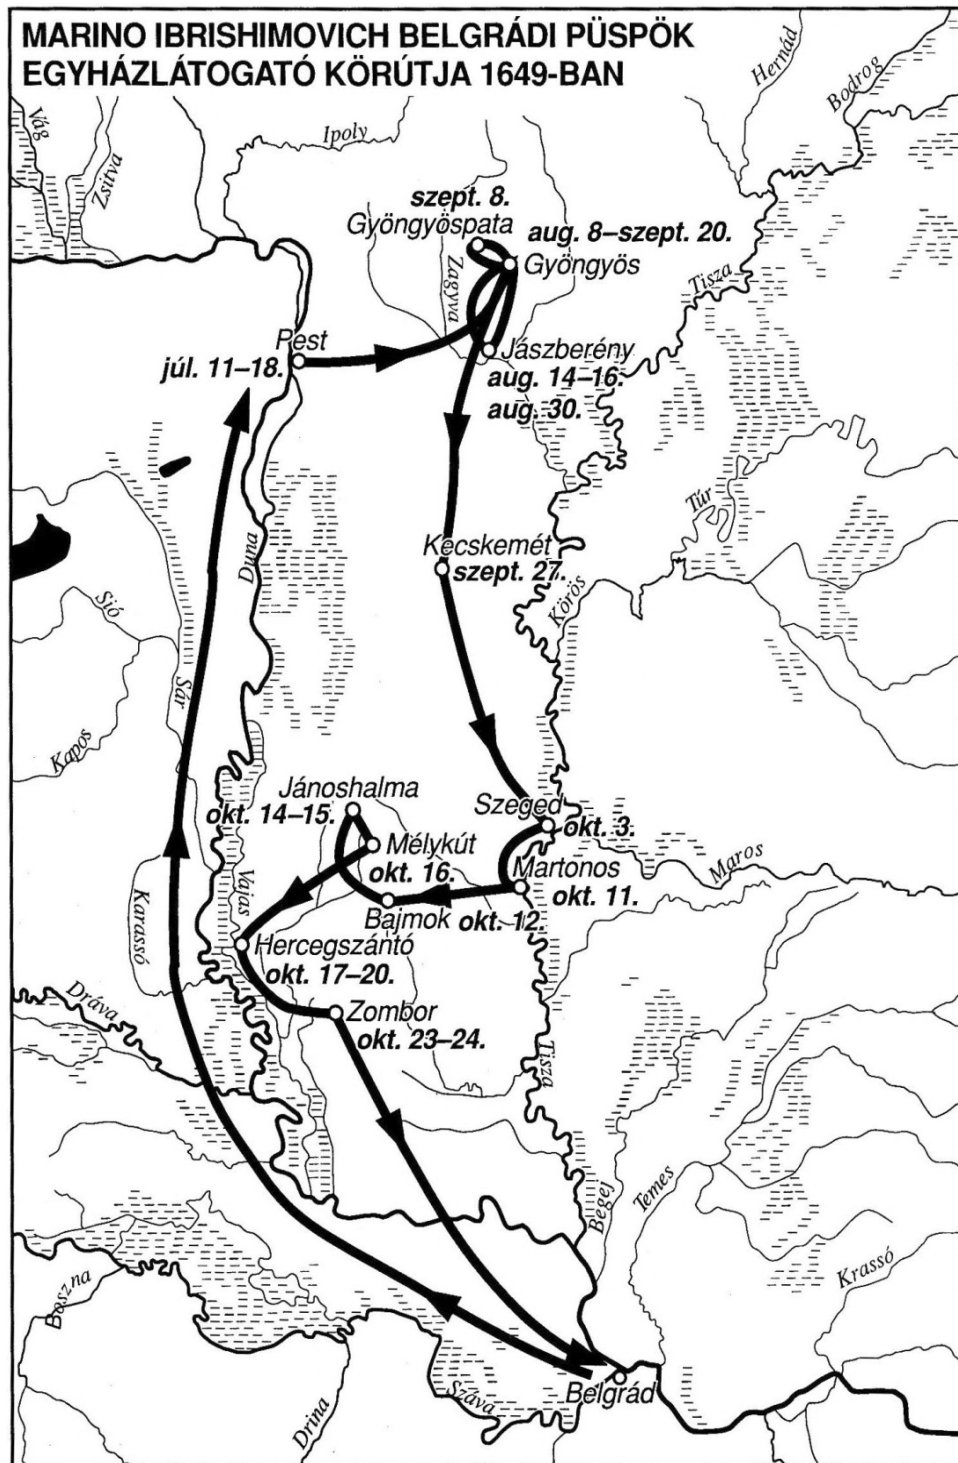 MARINO IBRISHIMOVICH BELGRÁDI PÜSPÖK
EGYHÁZLÁTOGATÓ KÖRÚTJA 1649-BAN
Vág
Zsitva
Ipoly
Hernád
Bodrog
szept. 8.
Gyöngyöspata
aug. 8–szept. 20.
Gyöngyös
Zagyva
Tisza
Pest
júl. 11–18.
Jászberény
aug. 14–16.
aug. 30.
Túr
Duna
Kecskemét
szept. 27.
Körös
Sió
Sár
Kapos
Jánoshalma
okt. 14–15.
Szeged
okt. 3.
Mélykút
okt. 16.
Martonos
okt. 11.
Maros
Vajas
Karassó
Bajmok
okt. 12.
Hercegszántó
okt. 17–20.
Dráva
Zombor
okt. 23–24.
Tisza
Begej
Temes
Krassó
Boszna
Drina
Száva
Belgrád